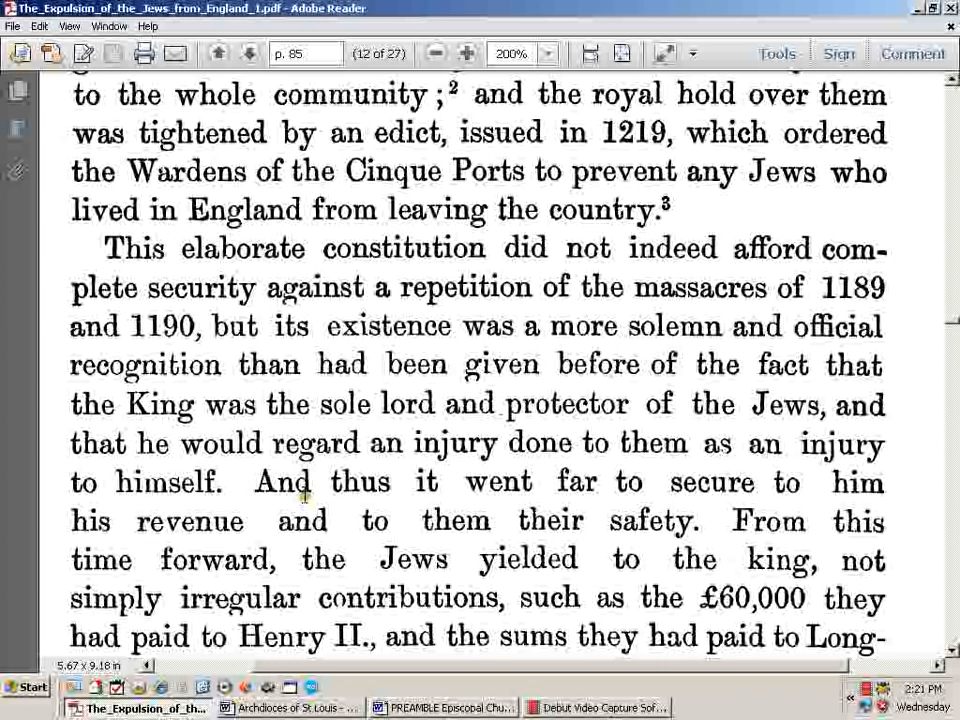 The_Expulsion_of_the_Jews_from_England_1.pdf - Adobe Reader
File Edit View Window Help
p. 85 (12 of 27) 200% Tools Sign Comment
to the whole community ;² and the royal hold over them
was tightened by an edict, issued in 1219, which ordered
the Wardens of the Cinque Ports to prevent any Jews who
lived in England from leaving the country.³
This elaborate constitution did not indeed afford com-
plete security against a repetition of the massacres of 1189
and 1190, but its existence was a more solemn and official
recognition than had been given before of the fact that
the King was the sole lord and protector of the Jews, and
that he would regard an injury done to them as an injury
to himself. And thus it went far to secure to him
his revenue and to them their safety. From this
time forward, the Jews yielded to the king, not
simply irregular contributions, such as the £60,000 they
had paid to Henry II., and the sums they had paid to Long-
5.67 x 9.18 in
Start 2:21 PM
The_Expulsion_of_th... Archdioces of St Louis - ... PREAMBLE Episcopal Chu... Debut Video Capture Sof... Wednesday